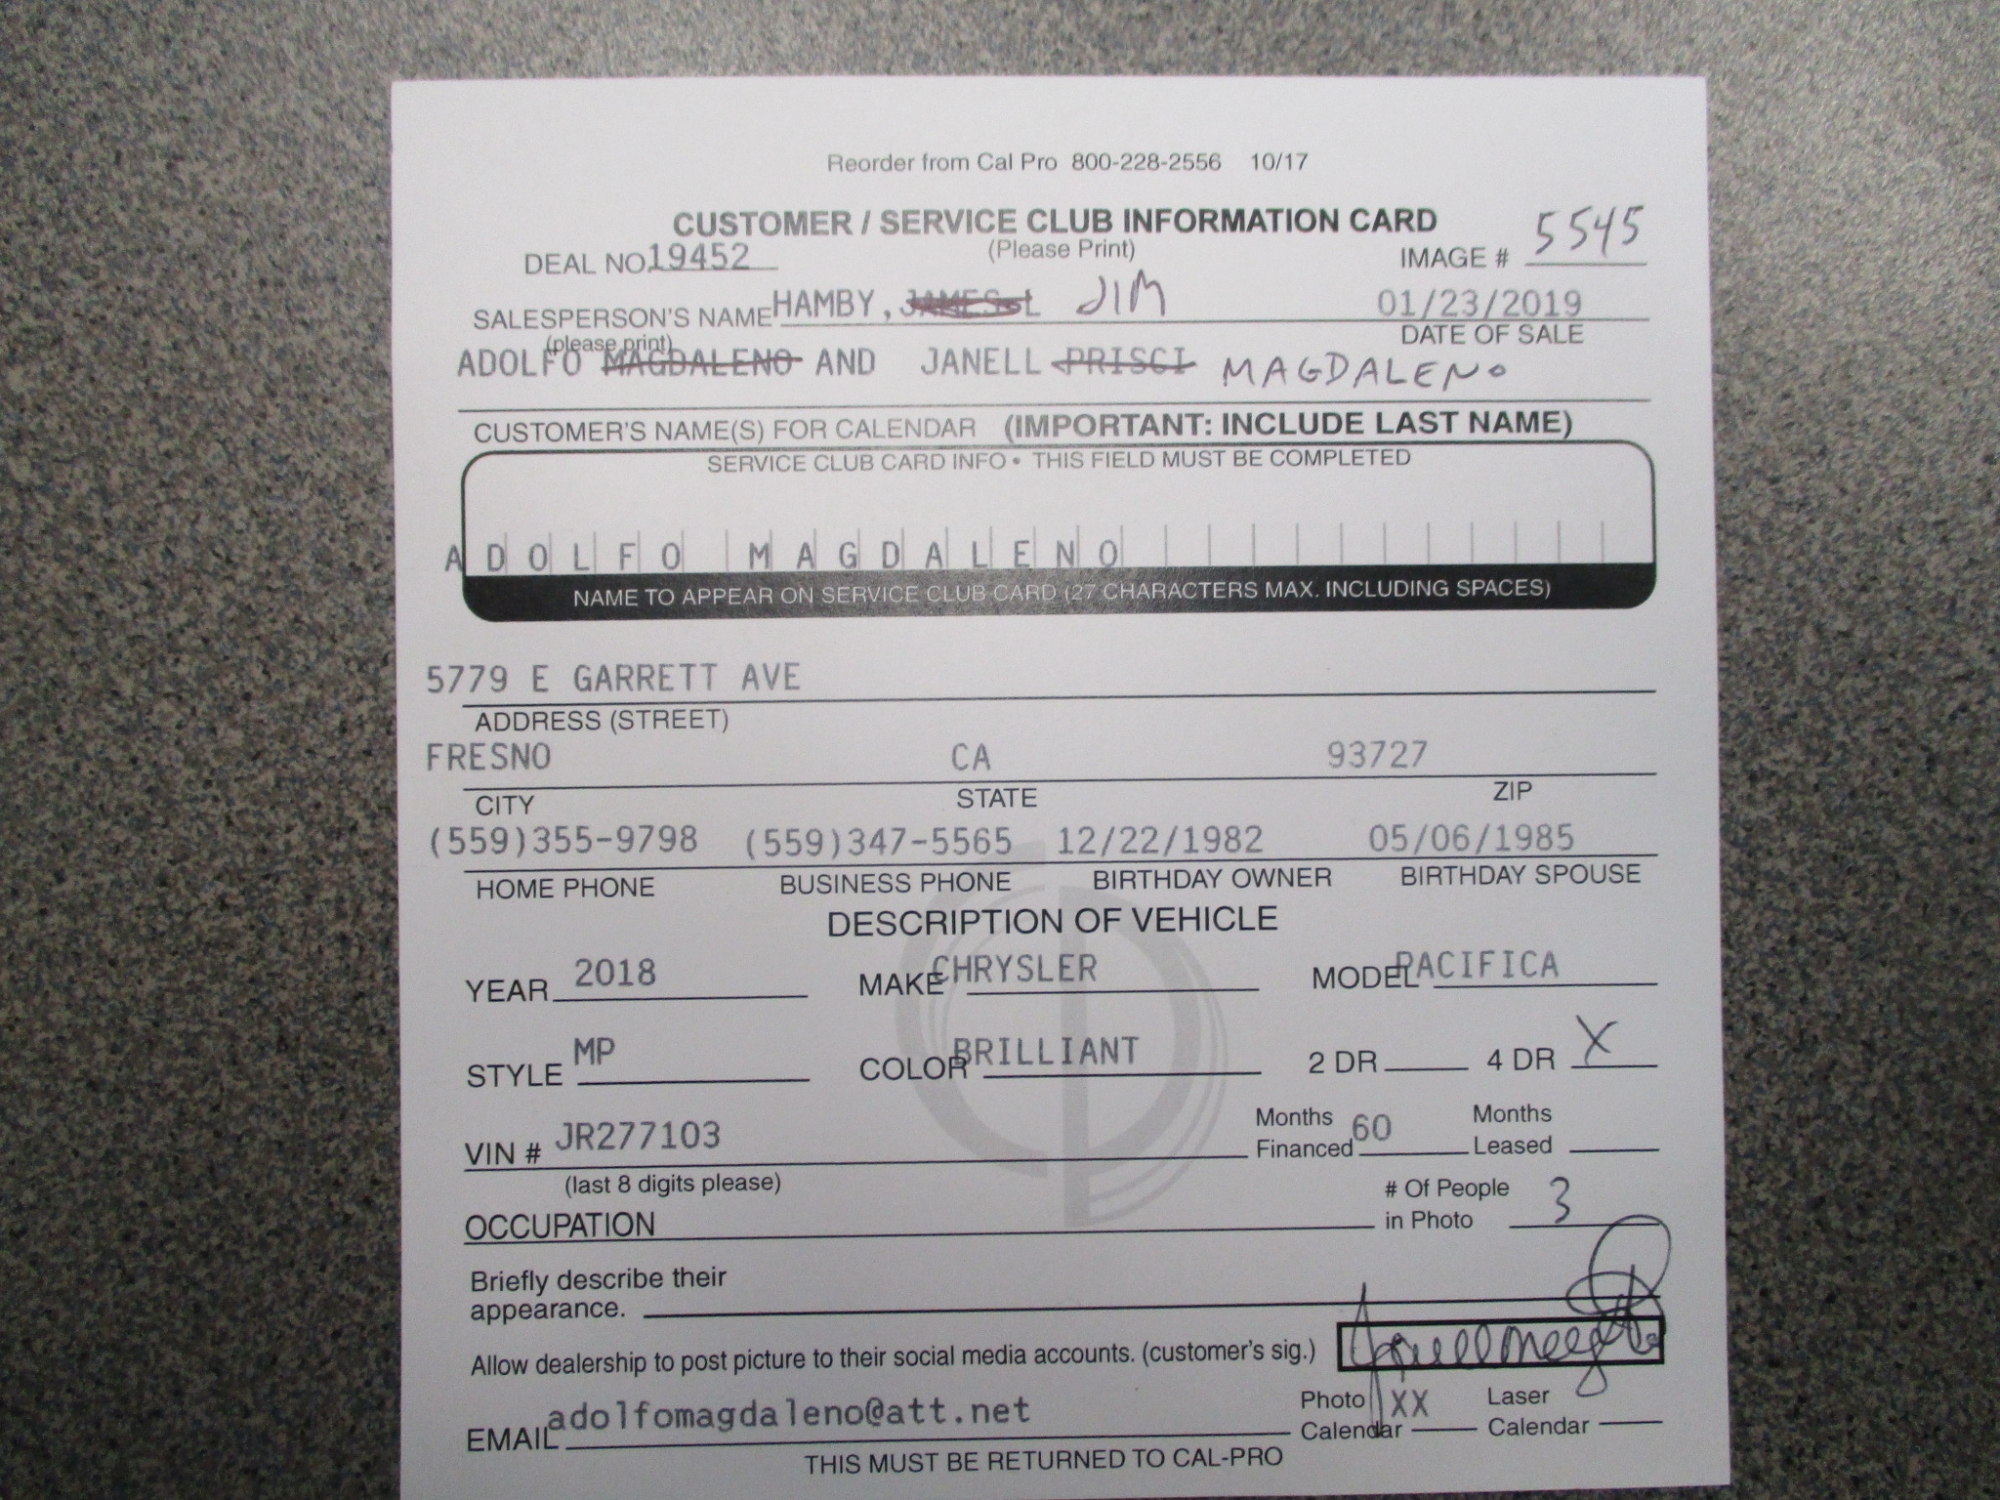 Reorder from Cal Pro 800-228-2556 10/17
CUSTOMER / SERVICE CLUB INFORMATION CARD
(Please Print)
DEAL NO. 19452
IMAGE # 5545
SALESPERSON'S NAME HAMBY, JAMES L JIM
01/23/2019
(please print)
DATE OF SALE
ADOLFO MAGDALENO AND JANELL PRISCI MAGDALENO
CUSTOMER'S NAME(S) FOR CALENDAR (IMPORTANT: INCLUDE LAST NAME)
SERVICE CLUB CARD INFO • THIS FIELD MUST BE COMPLETED
ADOLFO MAGDALENO
NAME TO APPEAR ON SERVICE CLUB CARD (27 CHARACTERS MAX. INCLUDING SPACES)
5779 E GARRETT AVE
ADDRESS (STREET)
FRESNO CA 93727
CITY STATE ZIP
(559)355-9798 (559)347-5565 12/22/1982 05/06/1985
HOME PHONE BUSINESS PHONE BIRTHDAY OWNER BIRTHDAY SPOUSE
DESCRIPTION OF VEHICLE
YEAR 2018 MAKE CHRYSLER MODEL PACIFICA
STYLE MP COLOR BRILLIANT 2 DR 4 DR X
VIN # JR277103 Months Financed 60 Months Leased
(last 8 digits please)
OCCUPATION # Of People in Photo 3
Briefly describe their
appearance.
Allow dealership to post picture to their social media accounts. (customer's sig.)
EMAIL adolfomagdaleno@att.net Photo Calendar XX Laser Calendar
THIS MUST BE RETURNED TO CAL-PRO